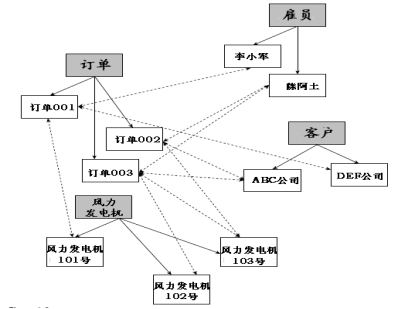 雇员
李小军
订单
陈阿土
订单001
客户
订单002
订单003
ABC公司
DEF公司
风力
发电机
风力发电机
101号
风力发电机
103号
风力发电机
102号